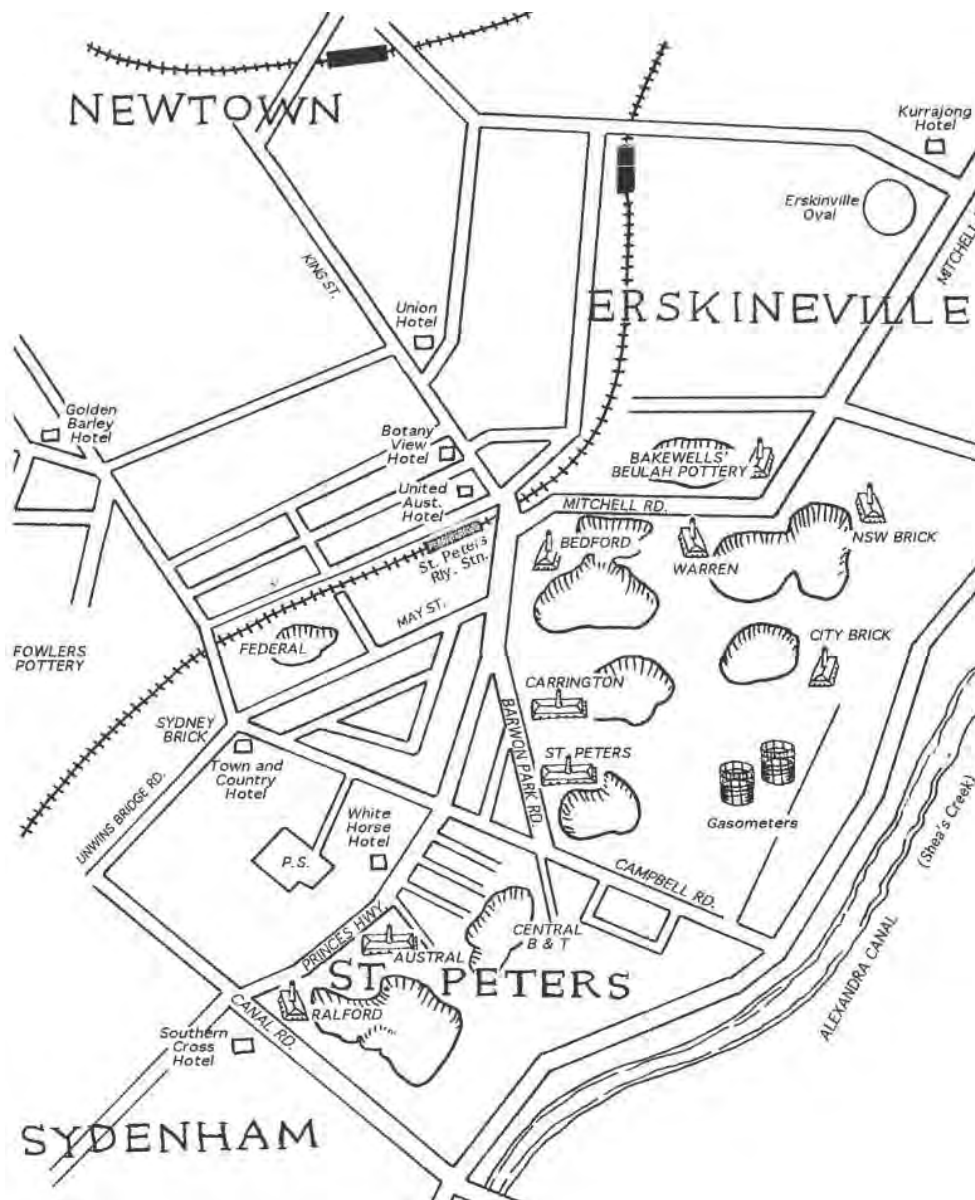 NEWTOWN
Kurrajong
Hotel
Erskinville
Oval
MITCHELL
KING ST.
ERSKINEVILLE
Union
Hotel
Golden
Barley
Hotel
Botany
View
Hotel
BAKEWELLS'
BEULAH POTTERY
United
Aust.
Hotel
MITCHELL RD.
NSW BRICK
St. Peters
Rly. Stn.
BEDFORD
WARREN
MAY ST.
FOWLERS
POTTERY
FEDERAL
CITY BRICK
CARRINGTON
SYDNEY
BRICK
BARWON PARK RD.
ST. PETERS
Town and
Country
Hotel
UNWINS BRIDGE RD.
White
Horse
Hotel
Gasometers
(Shea's Creek)
P.S.
CAMPBELL RD.
PRINCES HWY.
CENTRAL
B & T
AUSTRAL
ALEXANDRA CANAL
ST. PETERS
RALFORD
CANAL RD.
Southern
Cross
Hotel
SYDENHAM